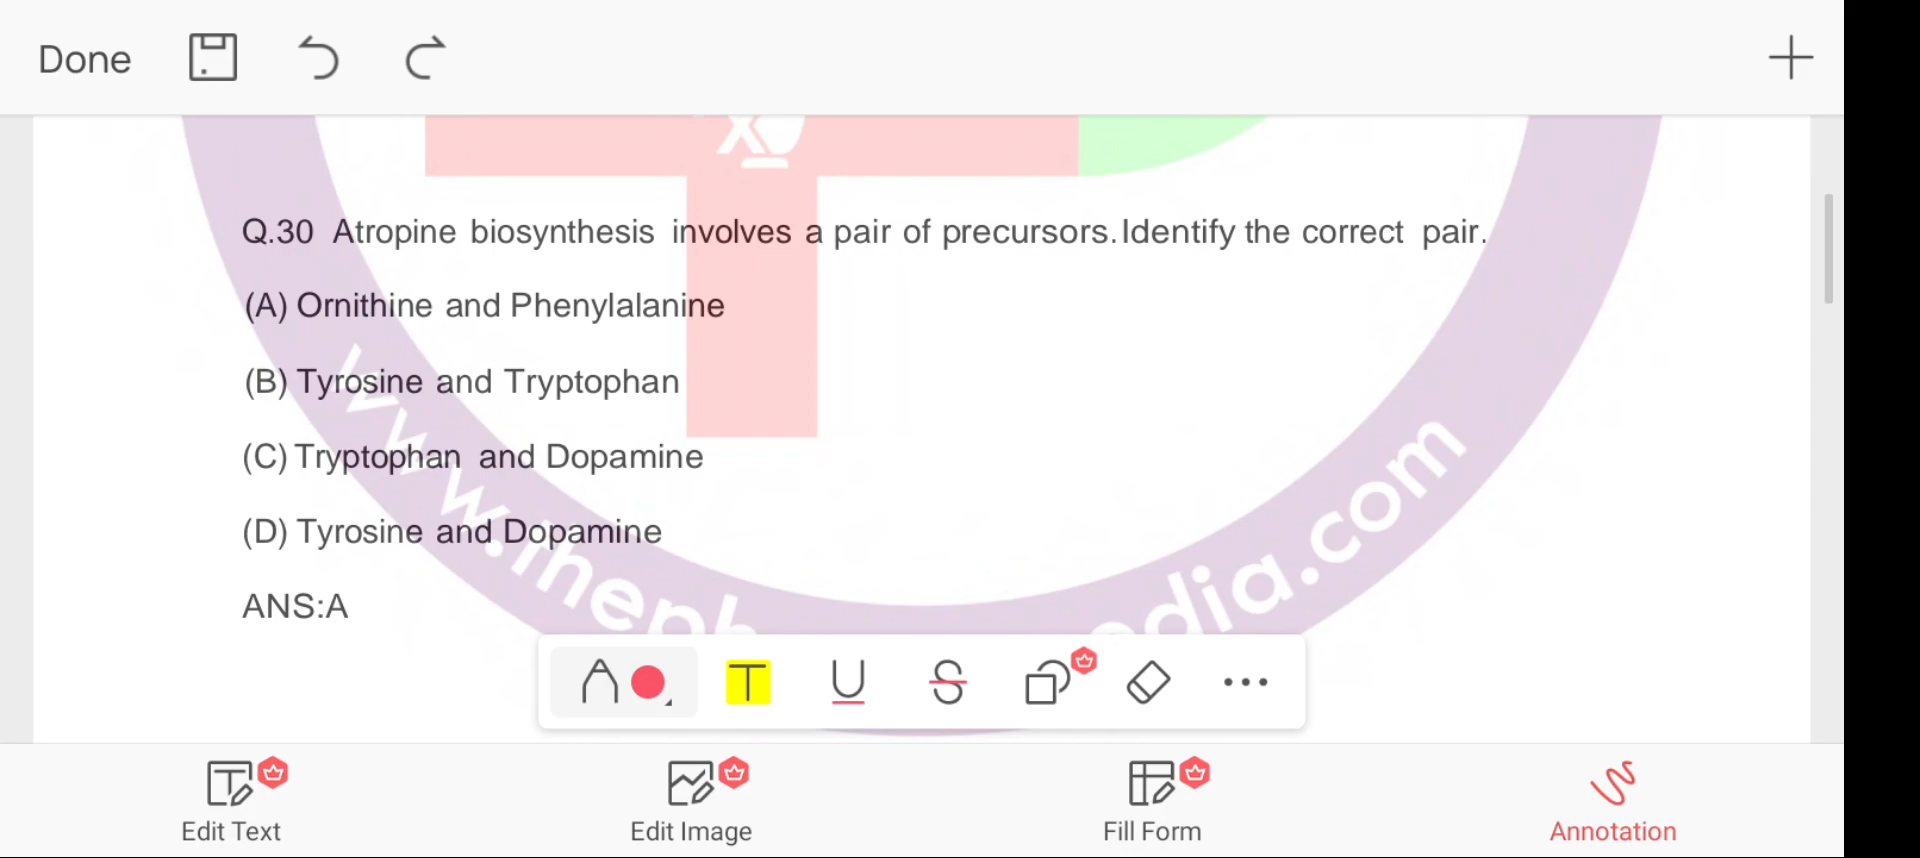 Done
Q.30 Atropine biosynthesis involves a pair of precursors.Identify the correct pair.
(A) Ornithine and Phenylalanine
(B) Tyrosine and Tryptophan
(C) Tryptophan and Dopamine
(D) Tyrosine and Dopamine
ANS:A
Edit Text
Edit Image
Fill Form
Annotation